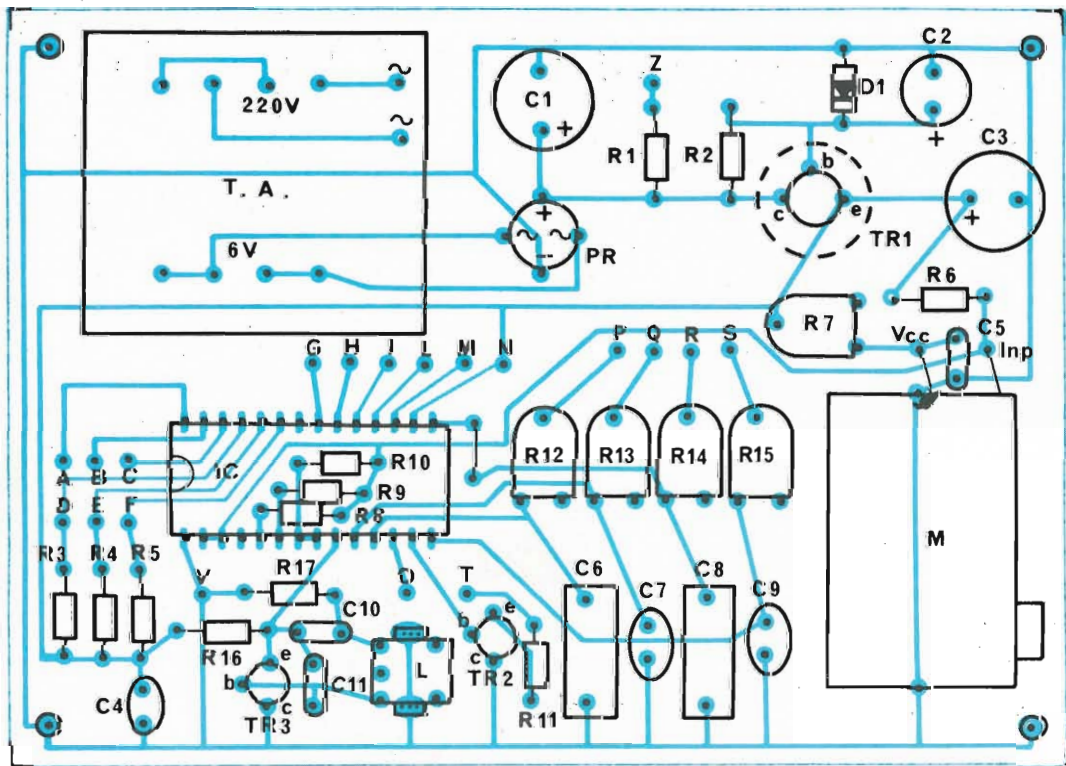 C2
~
220V
~
C1
+
Z
D1
+
R1
R2
b
C3
T. A.
+
c
e
+
~
~
-
PR
TR1
6V
R6
R7
Vcc
C5
Inp
G H I L M N
P Q R S
A B C
IC
R10
R12
R13
R14
R15
D E F
R9
R8
M
R3
R4
R5
V
R17
O
T
C6
C7
C8
C9
C10
e
b
R16
e
c
L
TR2
b
C11
C4
c
TR3
R11